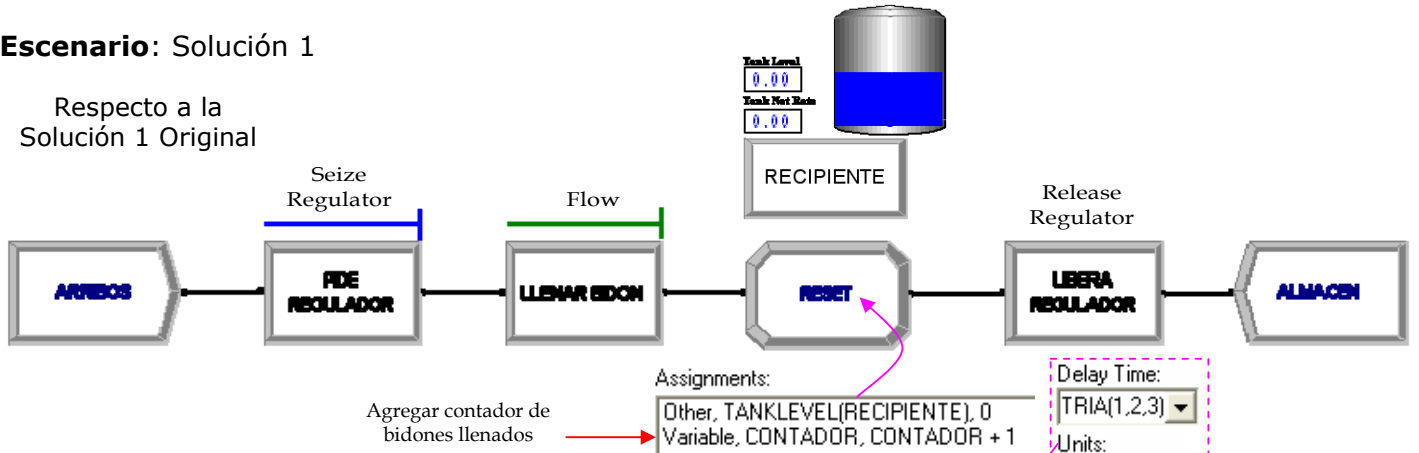 Escenario: Solución 1
Respecto a la
Solución 1 Original
Tank Level
0.00
Tank Net Rate
0.00
RECIPIENTE
Seize
Regulator
Flow
Release
Regulator
ARRIBOS
PIDE
REGULADOR
LLENAR BIDON
RESET
LIBERA
REGULADOR
ALMACEN
Assignments:
Other, TANKLEVEL(RECIPIENTE), 0
Variable, CONTADOR, CONTADOR + 1
Agregar contador de
bidones llenados
Delay Time:
TRIA(1,2,3)
Units: